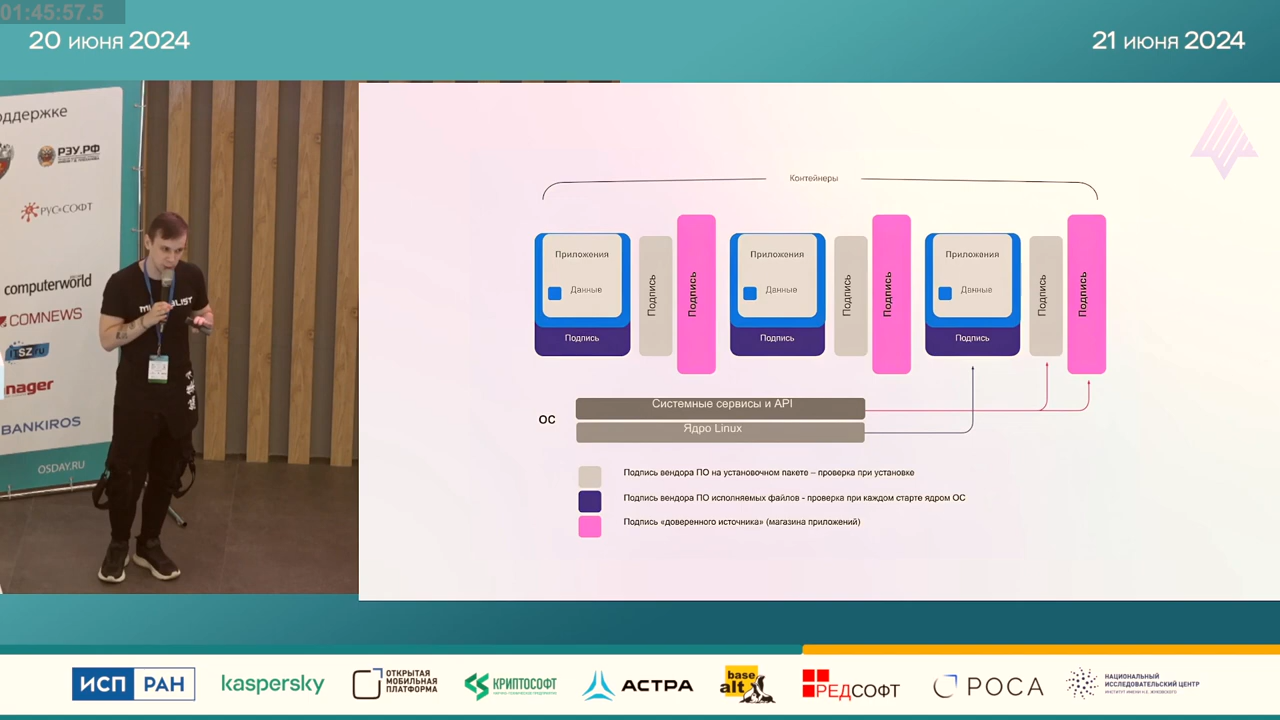 01:45:57.5
20 июня 2024
21 июня 2024
оддержке
РЭУ.РФ
РУССОФТ
computerworld
COMNEWS
ITSZ.ru
nager
BANKIROS
OSDAY.RU
Контейнеры
Приложения
Данные
Подпись
Подпись
Подпись
Приложения
Данные
Подпись
Подпись
Подпись
Приложения
Данные
Подпись
Подпись
Подпись
ОС
Системные сервисы и API
Ядро Linux
Подпись вендора ПО на установочном пакете – проверка при установке
Подпись вендора ПО исполняемых файлов - проверка при каждом старте ядром ОС
Подпись «доверенного источника» (магазина приложений)
ИСП РАН
kaspersky
ОТКРЫТАЯ
МОБИЛЬНАЯ
ПЛАТФОРМА
КРИПТОСОФТ
АСТРА
base
alt
РЕДСОФТ
РОСА
НАЦИОНАЛЬНЫЙ
ИССЛЕДОВАТЕЛЬСКИЙ ЦЕНТР